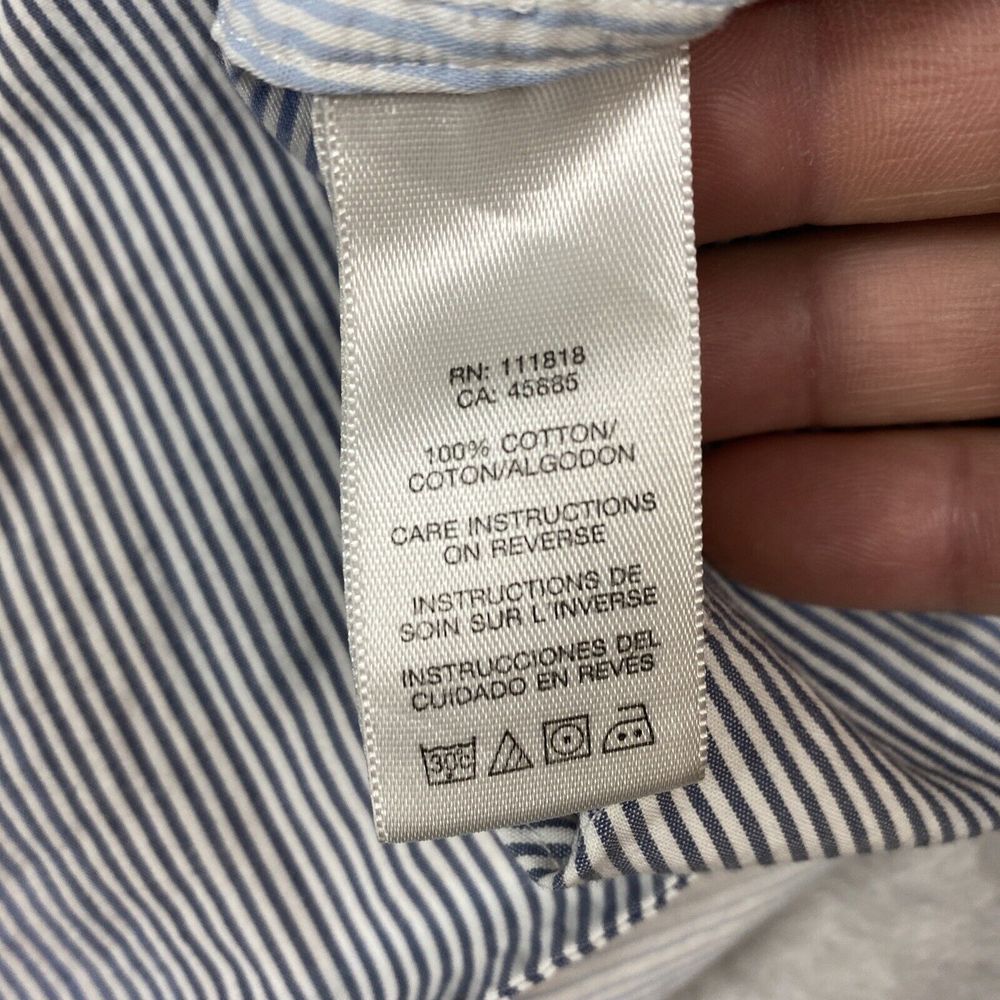 RN: 111818
CA: 45885
100% COTTON/
COTON/ALGODON
CARE INSTRUCTIONS
ON REVERSE
INSTRUCTIONS DE
SOIN SUR L'INVERSE
INSTRUCCIONES DEL
CUIDADO EN REVES
30C